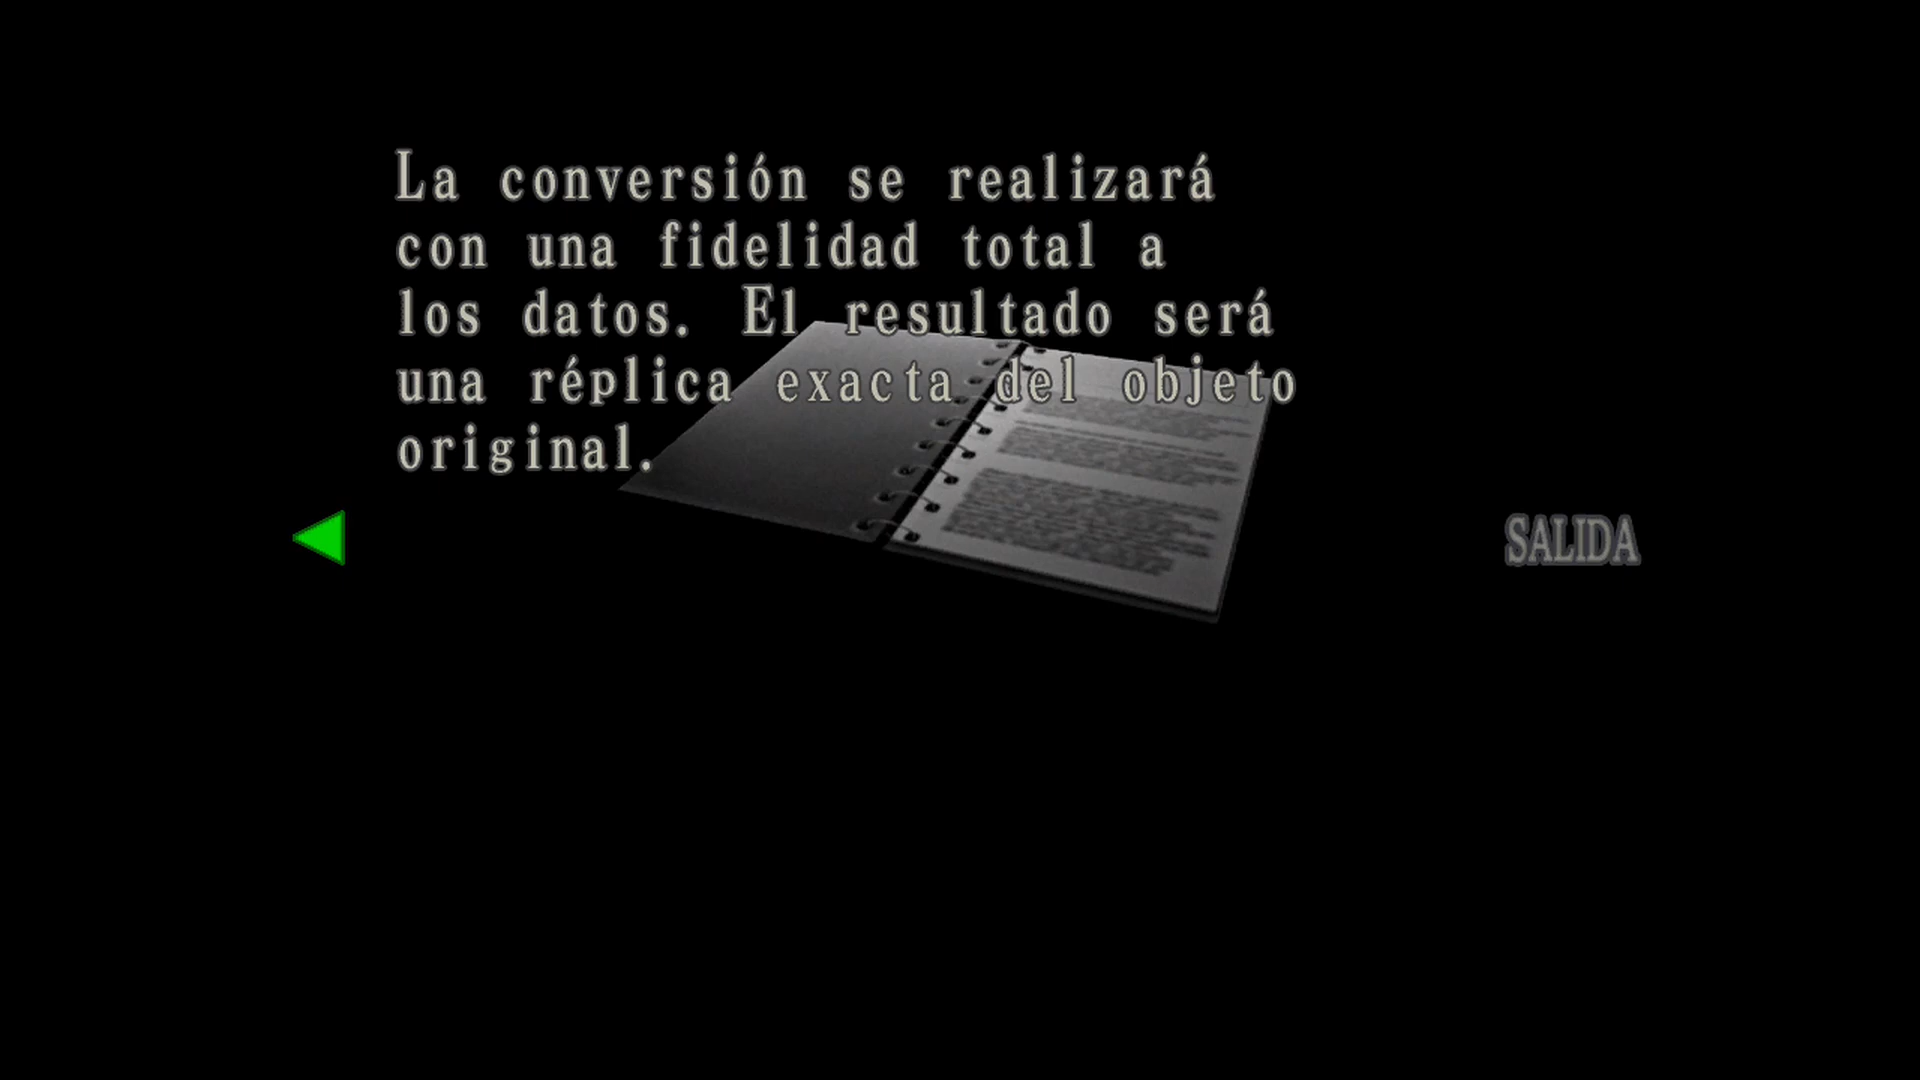 La conversión se realizará
con una fidelidad total a
los datos. El resultado será
una réplica exacta del objeto
original.
SALIDA